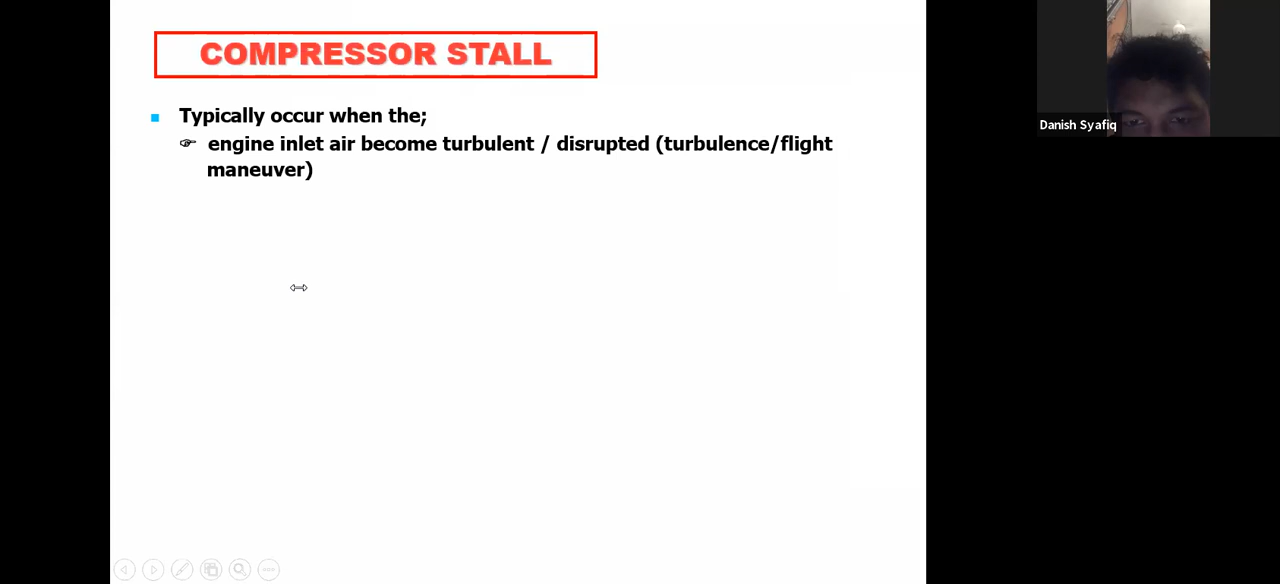 COMPRESSOR STALL
Typically occur when the;
engine inlet air become turbulent / disrupted (turbulence/flight
maneuver)
Danish Syafiq